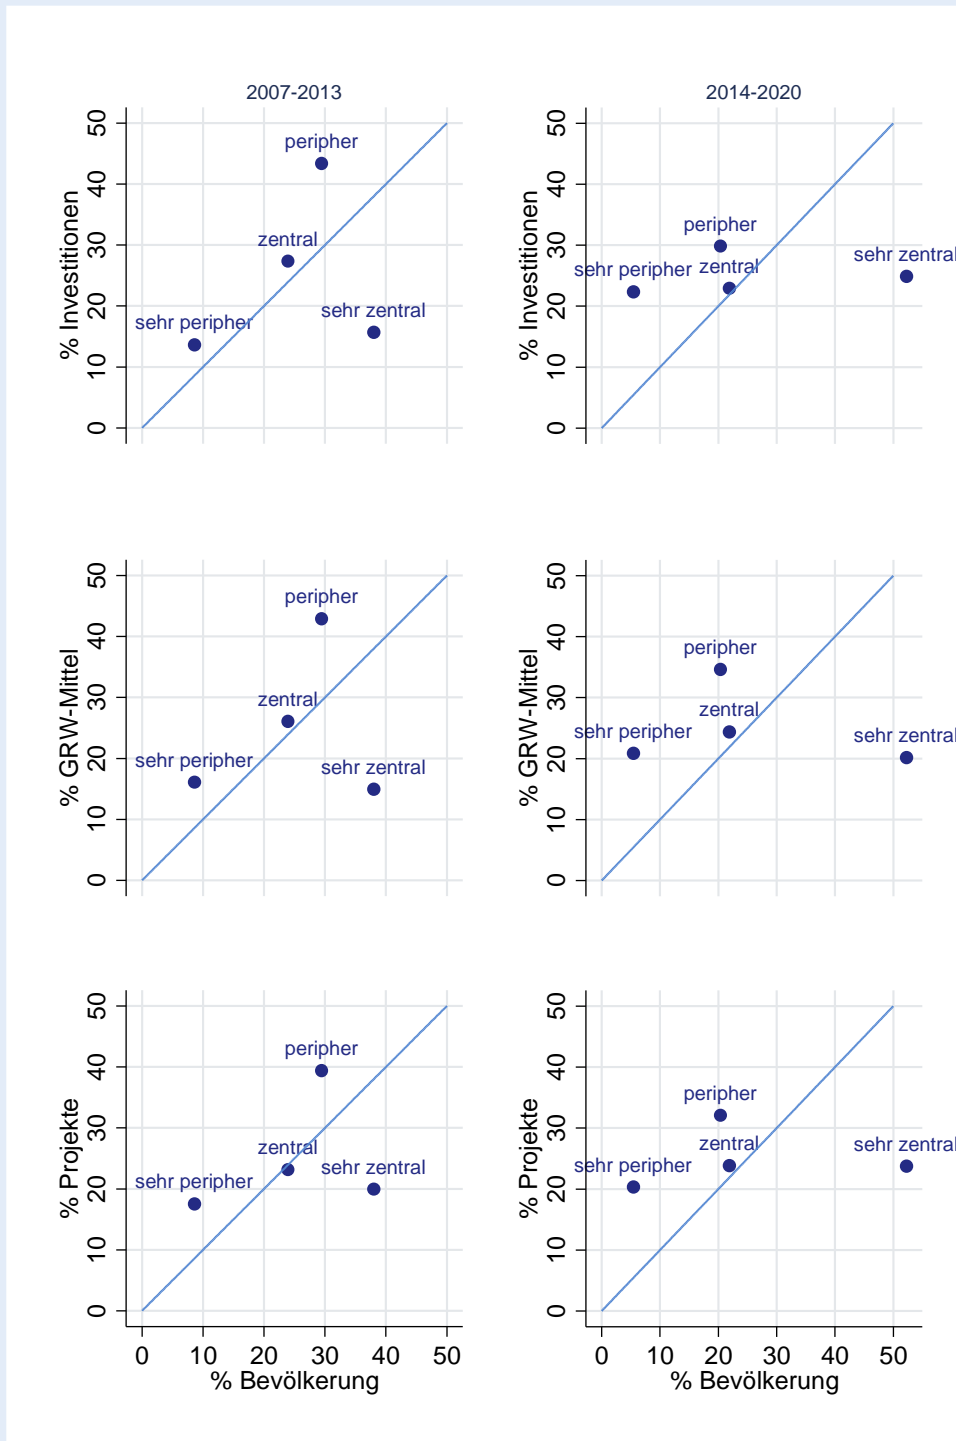 2007-2013
2014-2020
% Investitionen
50
40
30
20
10
0
peripher
zentral
sehr peripher
sehr zentral
% Investitionen
50
40
30
20
10
0
peripher
sehr zentral
sehr peripher
zentral
% GRW-Mittel
50
40
30
20
10
0
peripher
zentral
sehr peripher
sehr zentral
% GRW-Mittel
50
40
30
20
10
0
peripher
zentral
sehr peripher
sehr zentral
% Projekte
50
40
30
20
10
0
peripher
zentral
sehr zentral
sehr peripher
0 10 20 30 40 50
% Bevölkerung
% Projekte
50
40
30
20
10
0
peripher
zentral
sehr zentral
sehr peripher
0 10 20 30 40 50
% Bevölkerung